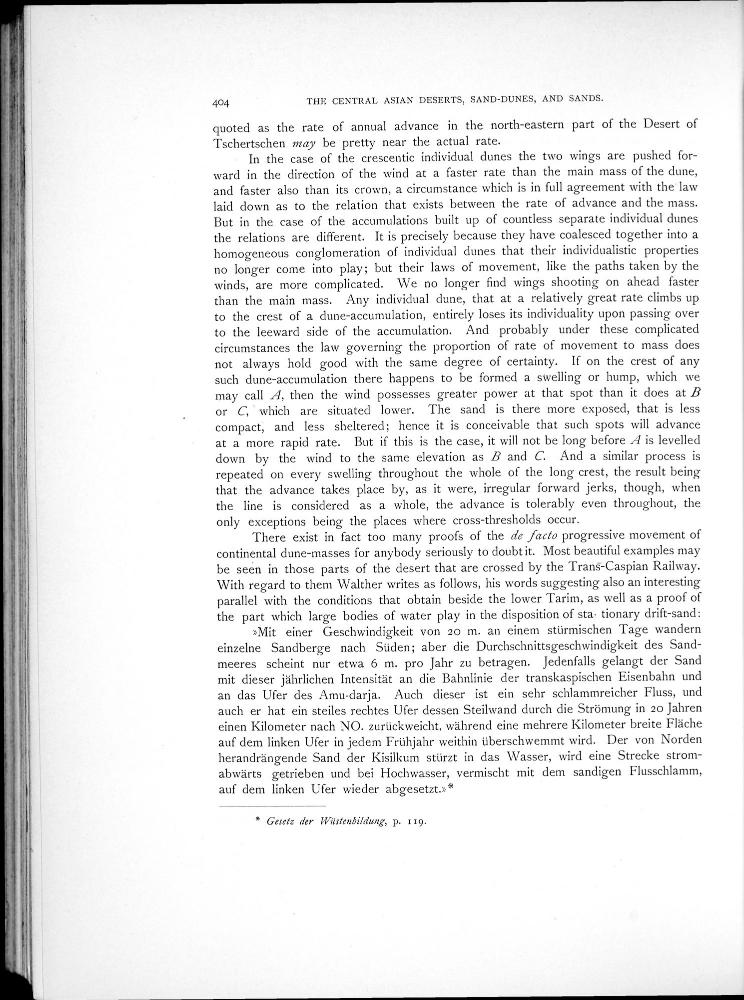 404 THE CENTRAL ASIAN DESERTS, SAND-DUNES, AND SANDS.
quoted as the rate of annual advance in the north-eastern part of the Desert of
Tschertschen may be pretty near the actual rate.
In the case of the crescentic individual dunes the two wings are pushed for-
ward in the direction of the wind at a faster rate than the main mass of the dune,
and faster also than its crown, a circumstance which is in full agreement with the law
laid down as to the relation that exists between the rate of advance and the mass.
But in the case of the accumulations built up of countless separate individual dunes
the relations are different. It is precisely because they have coalesced together into a
homogeneous conglomeration of individual dunes that their individualistic properties
no longer come into play; but their laws of movement, like the paths taken by the
winds, are more complicated. We no longer find wings shooting on ahead faster
than the main mass. Any individual dune, that at a relatively great rate climbs up
to the crest of a dune-accumulation, entirely loses its individuality upon passing over
to the leeward side of the accumulation. And probably under these complicated
circumstances the law governing the proportion of rate of movement to mass does
not always hold good with the same degree of certainty. If on the crest of any
such dune-accumulation there happens to be formed a swelling or hump, which we
may call A, then the wind possesses greater power at that spot than it does at B
or C, which are situated lower. The sand is there more exposed, that is less
compact, and less sheltered; hence it is conceivable that such spots will advance
at a more rapid rate. But if this is the case, it will not be long before A is levelled
down by the wind to the same elevation as B and C. And a similar process is
repeated on every swelling throughout the whole of the long crest, the result being
that the advance takes place by, as it were, irregular forward jerks, though, when
the line is considered as a whole, the advance is tolerably even throughout, the
only exceptions being the places where cross-thresholds occur.
There exist in fact too many proofs of the de facto progressive movement of
continental dune-masses for anybody seriously to doubt it. Most beautiful examples may
be seen in those parts of the desert that are crossed by the Trans-Caspian Railway.
With regard to them Walther writes as follows, his words suggesting also an interesting
parallel with the conditions that obtain beside the lower Tarim, as well as a proof of
the part which large bodies of water play in the disposition of sta- tionary drift-sand:
»Mit einer Geschwindigkeit von 20 m. an einem stürmischen Tage wandern
einzelne Sandberge nach Süden; aber die Durchschnittsgeschwindigkeit des Sand-
meeres scheint nur etwa 6 m. pro Jahr zu betragen. Jedenfalls gelangt der Sand
mit dieser jährlichen Intensität an die Bahnlinie der transkaspischen Eisenbahn und
an das Ufer des Amu-darja. Auch dieser ist ein sehr schlammreicher Fluss, und
auch er hat ein steiles rechtes Ufer dessen Steilwand durch die Strömung in 20 Jahren
einen Kilometer nach NO. zurückweicht, während eine mehrere Kilometer breite Fläche
auf dem linken Ufer in jedem Frühjahr weithin überschwemmt wird. Der von Norden
herandrängende Sand der Kisilkum stürzt in das Wasser, wird eine Strecke strom-
abwärts getrieben und bei Hochwasser, vermischt mit dem sandigen Flusschlamm,
auf dem linken Ufer wieder abgesetzt.»*
* Gesetz der Wüstenbildung, p. 119.